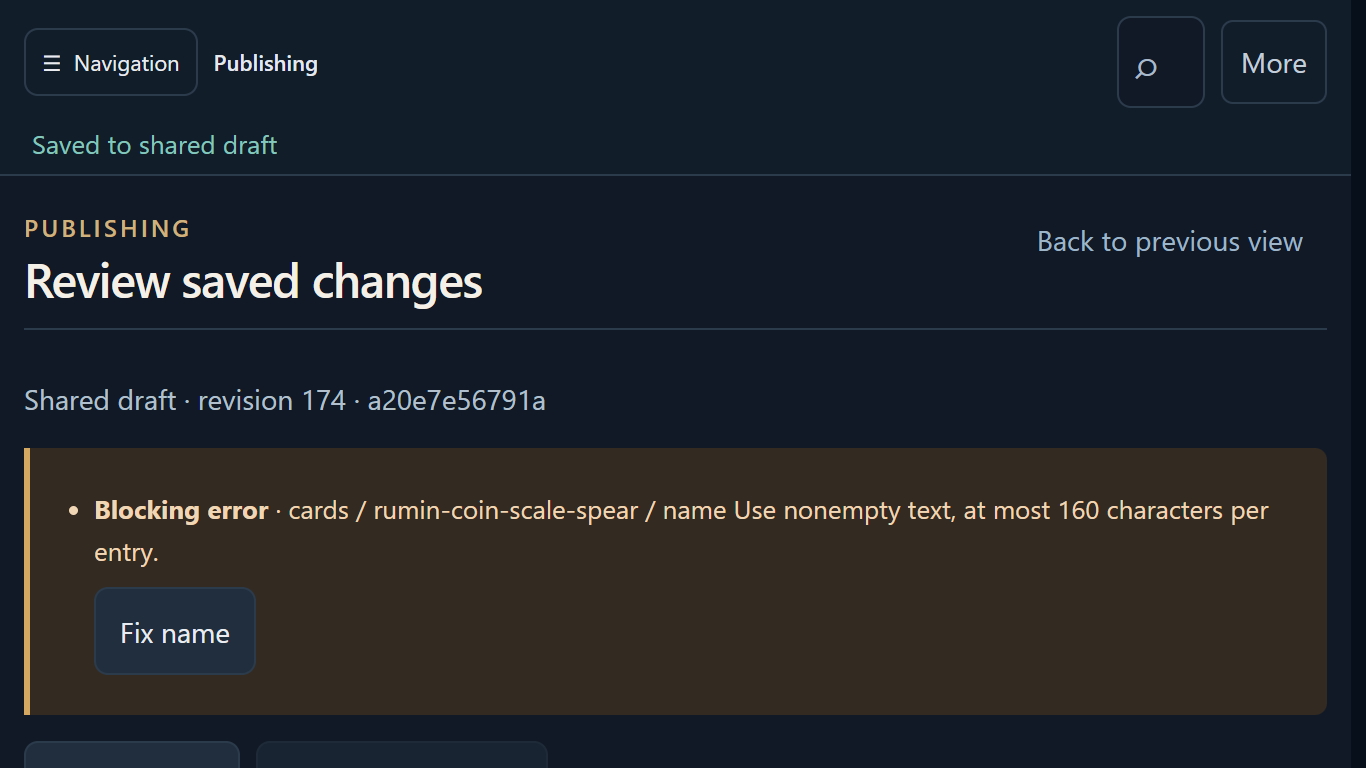 ☰ Navigation Publishing More
Saved to shared draft
PUBLISHING
Back to previous view
Review saved changes
Shared draft · revision 174 · a20e7e56791a
• Blocking error · cards / rumin-coin-scale-spear / name Use nonempty text, at most 160 characters per
entry.
Fix name